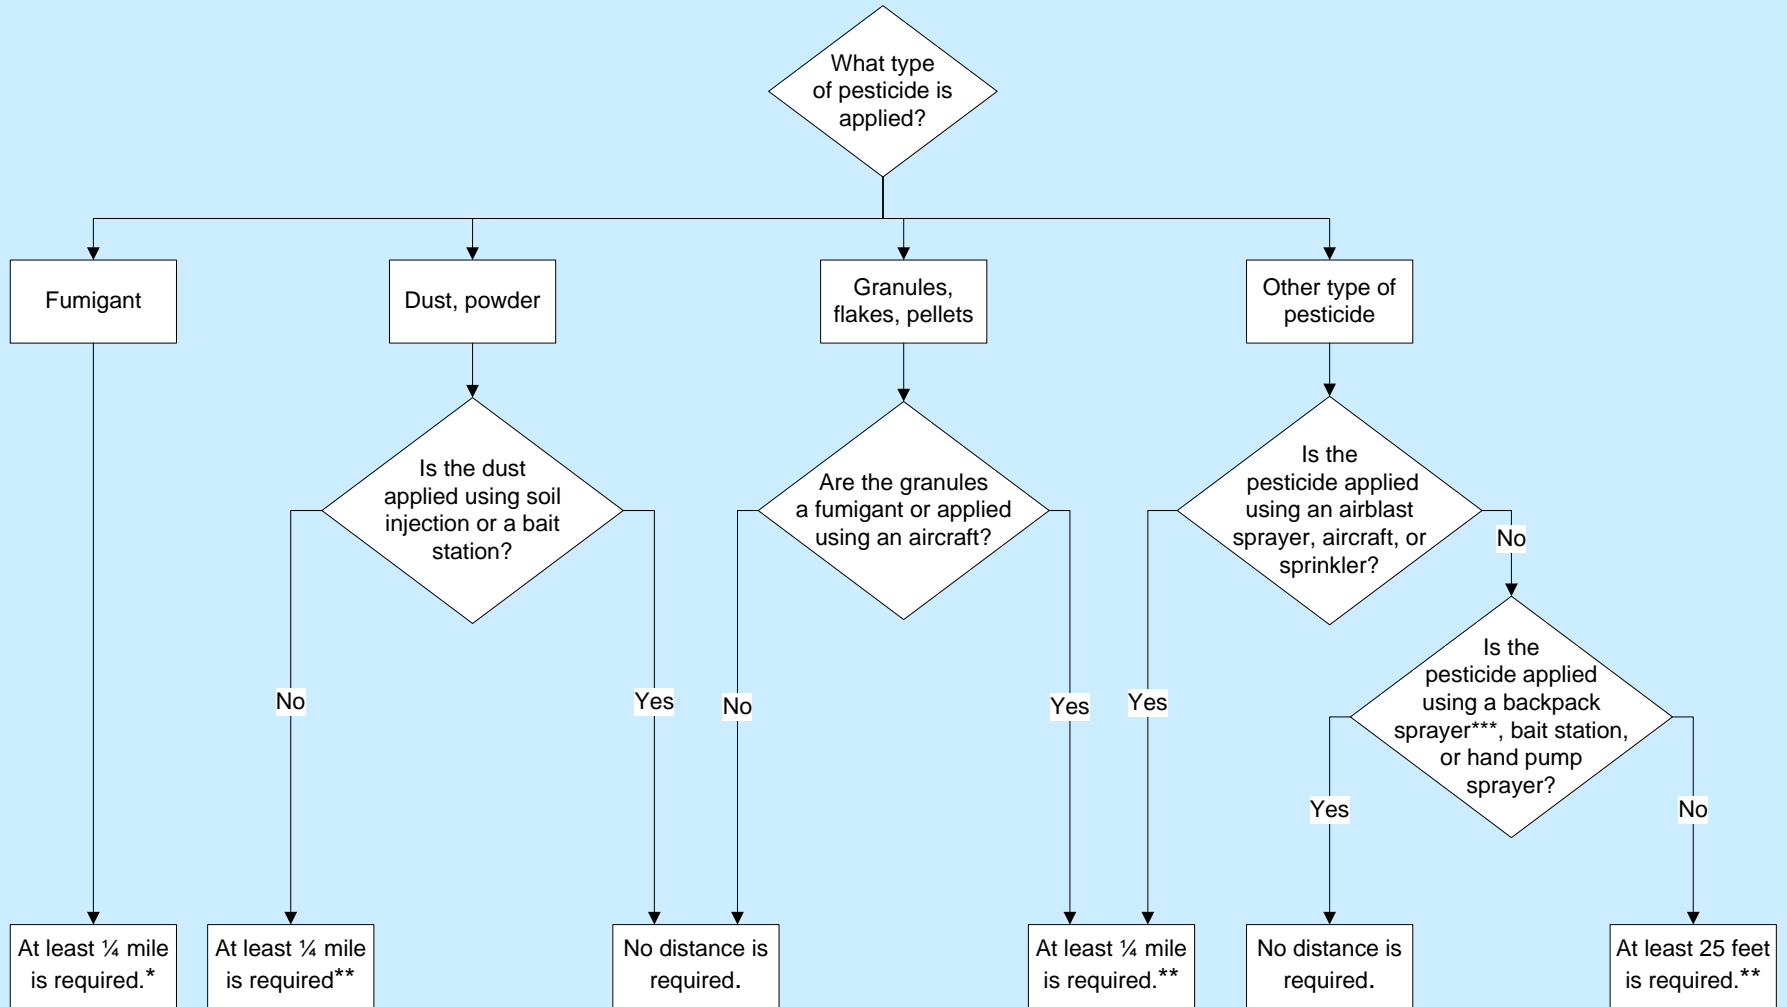 What type
of pesticide is
applied?
Fumigant
Dust, powder
Granules,
flakes, pellets
Other type of
pesticide
Is the dust
applied using soil
injection or a bait
station?
Are the granules
a fumigant or applied
using an aircraft?
Is the
pesticide applied
using an airblast
sprayer, aircraft, or
sprinkler?
No
Is the
pesticide applied
using a backpack
sprayer***, bait station,
or hand pump
sprayer?
No
Yes
No
Yes
Yes
Yes
No
At least ¼ mile
is required.*
At least ¼ mile
is required**
No distance is
required.
At least ¼ mile
is required.**
No distance is
required.
At least 25 feet
is required.**